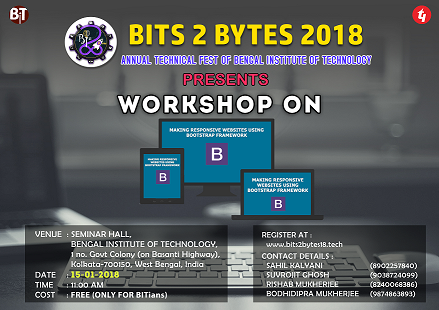 BIT
BITS 2 BYTES 2018
ANNUAL TECHNICAL FEST OF BENGAL INSTITUTE OF TECHNOLOGY
PRESENTS
WORKSHOP ON
MAKING RESPONSIVE WEBSITES USING
BOOTSTRAP FRAMEWORK
B
MAKING RESPONSIVE
WEBSITES USING
BOOTSTRAP FRAMEWORK
B
MAKING RESPONSIVE
WEBSITES USING
BOOTSTRAP FRAMEWORK
B
VENUE : SEMINAR HALL,
BENGAL INSTITUTE OF TECHNOLOGY,
1 no. Govt Colony (on Basanti Highway),
Kolkata-700150, West Bengal, India
DATE : 15-01-2018
TIME : 11:00 AM
COST : FREE (ONLY FOR BITians)
REGISTER AT :
www.bits2bytes18.tech
CONTACT DETAILS :
SAHIL KALYANI (8902257840)
SUVROJIT GHOSH (9038724099)
RISHAB MUKHERJEE (8240068386)
BODHIDIPRA MUKHERJEE (9874863893)